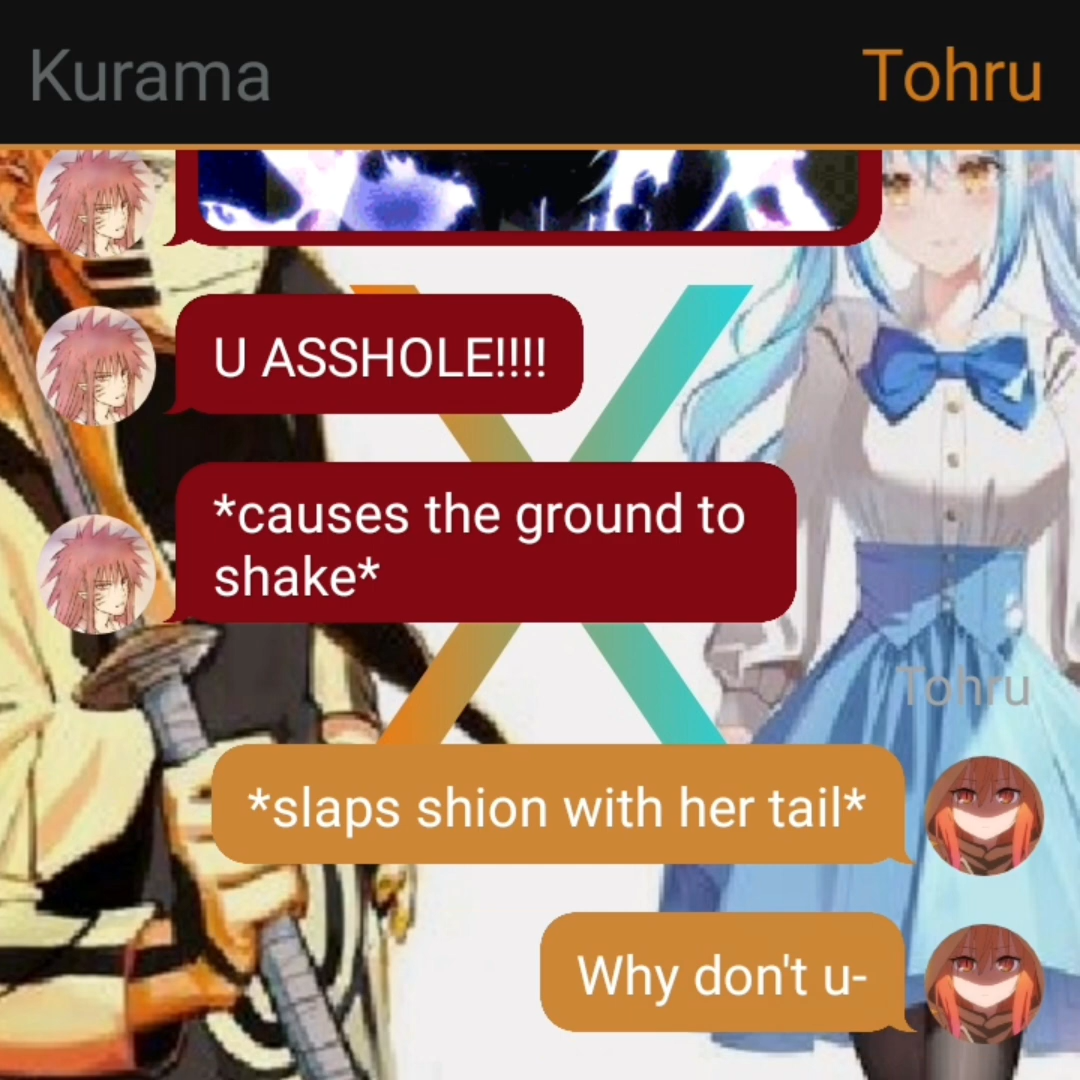 Kurama
Tohru
U ASSHOLE!!!!
*causes the ground to
shake*
Tohru
*slaps shion with her tail*
Why don't u-